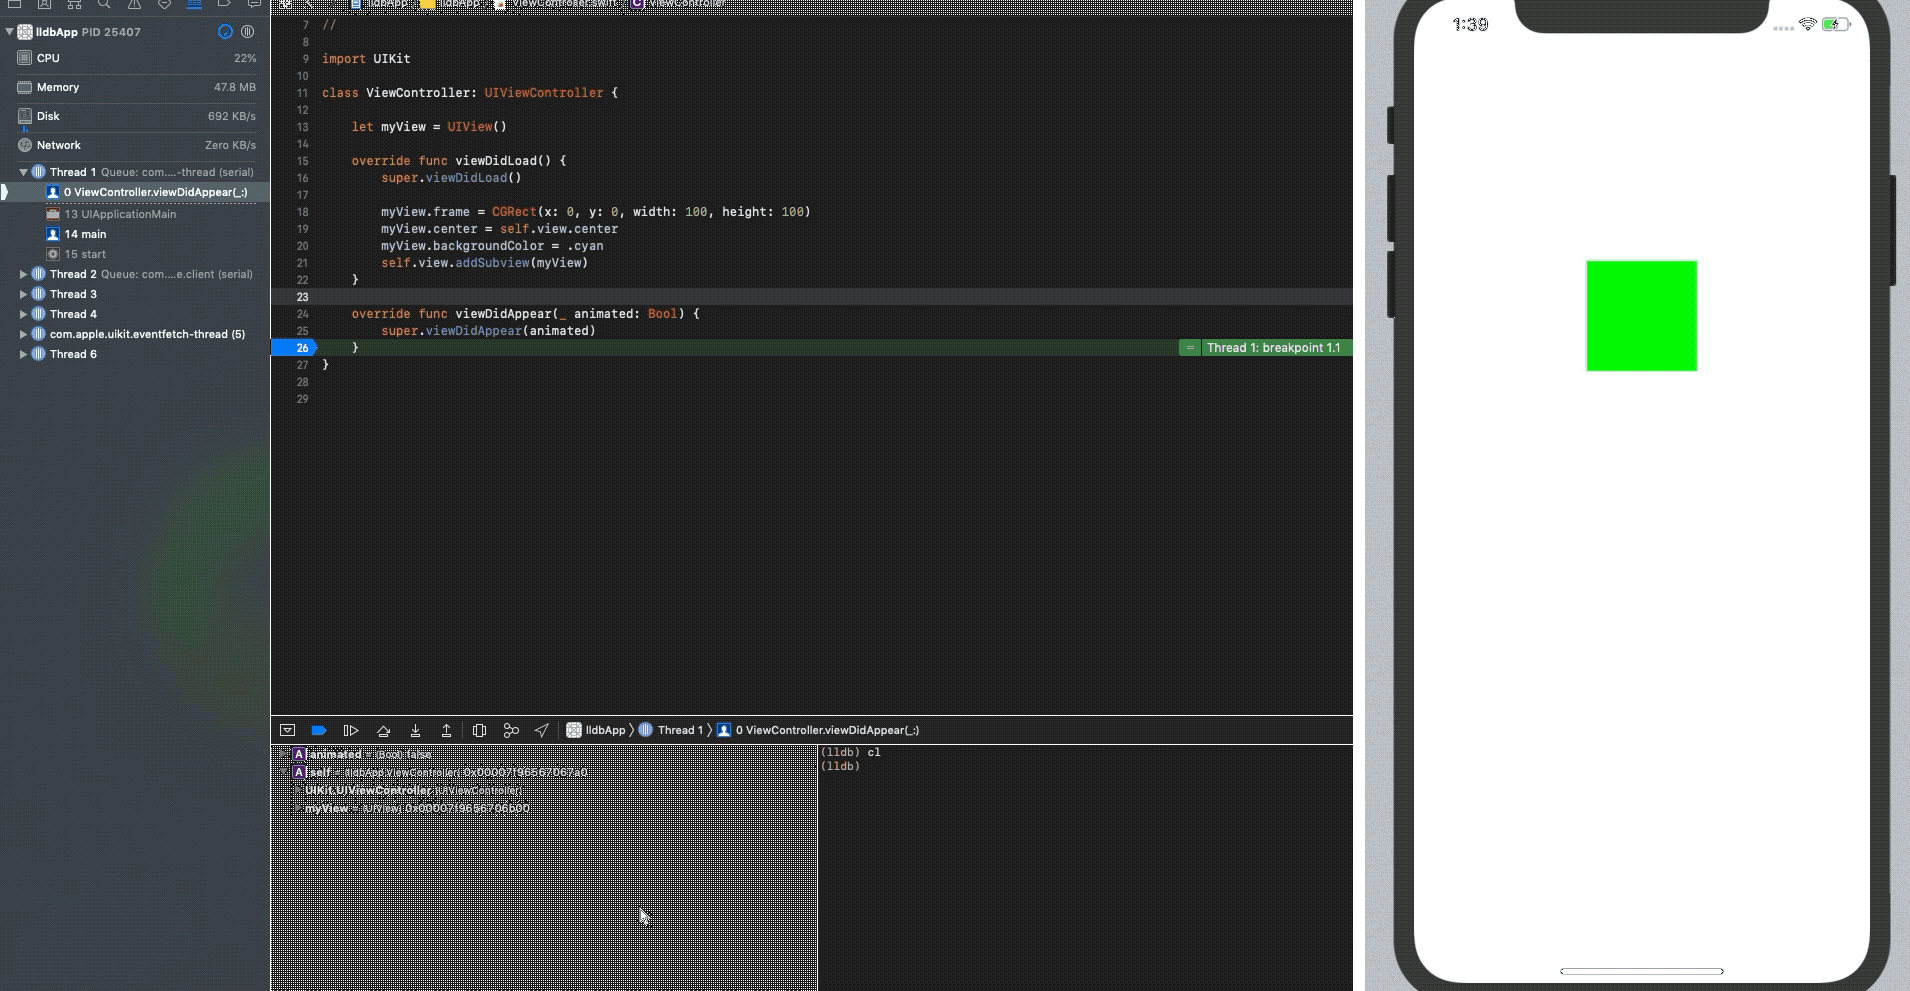 lldbApp PID 25407
CPU 22%
Memory 47.8 MB
Disk 692 KB/s
Network Zero KB/s
Thread 1 Queue: com....-thread (serial)
0 ViewController.viewDidAppear(_:)
13 UIApplicationMain
14 main
15 start
Thread 2 Queue: com....e.client (serial)
Thread 3
Thread 4
com.apple.uikit.eventfetch-thread (5)
Thread 6
lldbApp lldbApp ViewController.swift C ViewController
7 //
8
9 import UIKit
10
11 class ViewController: UIViewController {
12
13 let myView = UIView()
14
15 override func viewDidLoad() {
16 super.viewDidLoad()
17
18 myView.frame = CGRect(x: 0, y: 0, width: 100, height: 100)
19 myView.center = self.view.center
20 myView.backgroundColor = .cyan
21 self.view.addSubview(myView)
22 }
23
24 override func viewDidAppear(_ animated: Bool) {
25 super.viewDidAppear(animated)
26 } = Thread 1: breakpoint 1.1
27 }
28
29
lldbApp Thread 1 0 ViewController.viewDidAppear(_:)
A animated = (Bool) false
A self = (lldbApp.ViewController) 0x00007f96567067a0
UIKit.UIViewController (UIViewController)
myView = (UIView) 0x00007f9656706b00
(lldb) cl
(lldb)
1:39